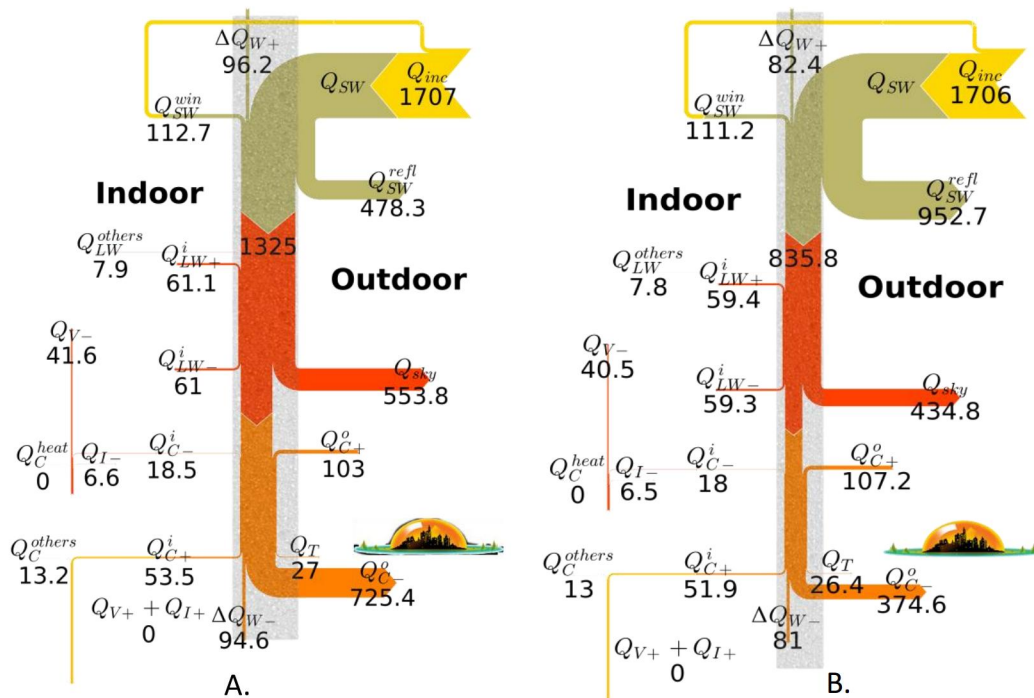 ΔQ_{W+}
96.2
Q_{SW}
Q_{inc}
1707
Q_{SW}^{win}
112.7
Q_{SW}^{refl}
478.3
Indoor
Q_{LW}^{others}
7.9
Q_{LW+}^{i}
61.1
1325
Outdoor
Q_{V-}
41.6
Q_{LW-}^{i}
61
Q_{sky}
553.8
Q_{C}^{heat}
0
Q_{I-}
6.6
Q_{C-}^{i}
18.5
Q_{C+}^{o}
103
Q_{C}^{others}
13.2
Q_{C+}^{i}
53.5
Q_{T}
27
Q_{C-}^{o}
725.4
Q_{V+} + Q_{I+}
0
ΔQ_{W-}
94.6
A.
ΔQ_{W+}
82.4
Q_{SW}
Q_{inc}
1706
Q_{SW}^{win}
111.2
Q_{SW}^{refl}
952.7
Indoor
Q_{LW}^{others}
7.8
Q_{LW+}^{i}
59.4
835.8
Outdoor
Q_{V-}
40.5
Q_{LW-}^{i}
59.3
Q_{sky}
434.8
Q_{C}^{heat}
0
Q_{I-}
6.5
Q_{C-}^{i}
18
Q_{C+}^{o}
107.2
Q_{C}^{others}
13
Q_{C+}^{i}
51.9
Q_{T}
26.4
Q_{C-}^{o}
374.6
ΔQ_{W-}
81
Q_{V+} + Q_{I+}
0
B.